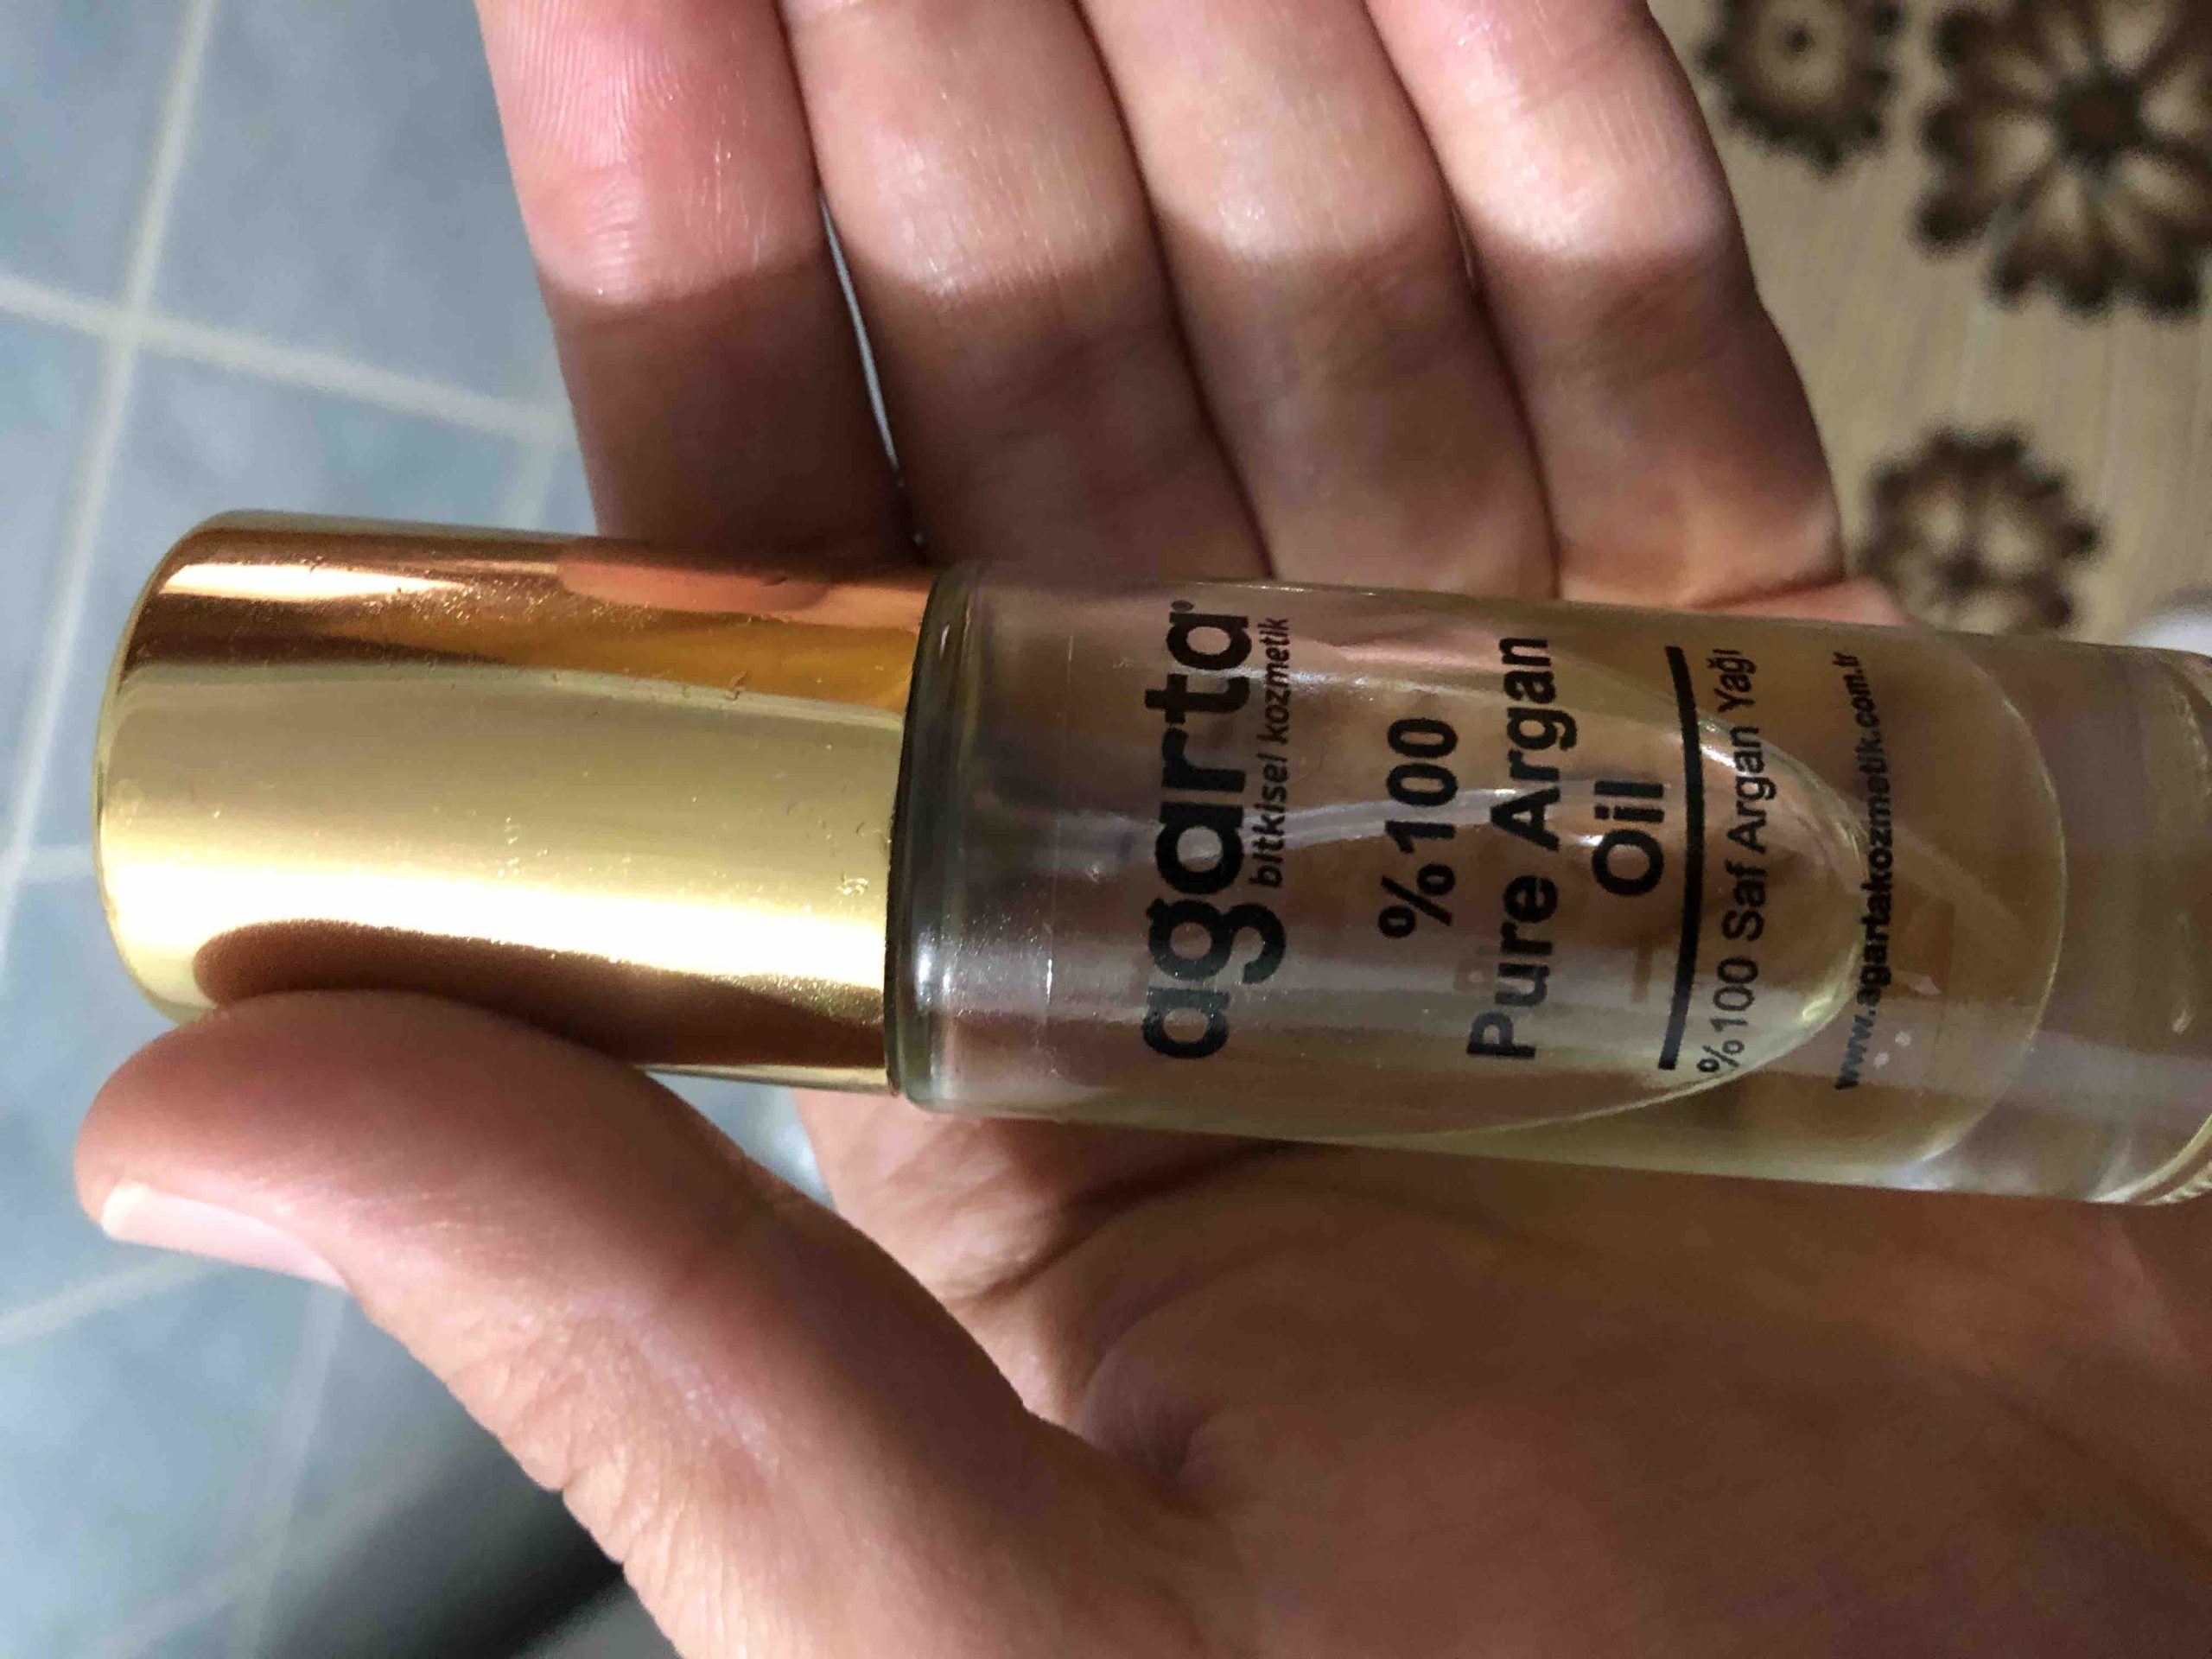 agarta
bitkisel kozmetik
%100
Pure Argan
Oil
%100 Saf Argan Yağı
www.agartakozmetik.com.tr